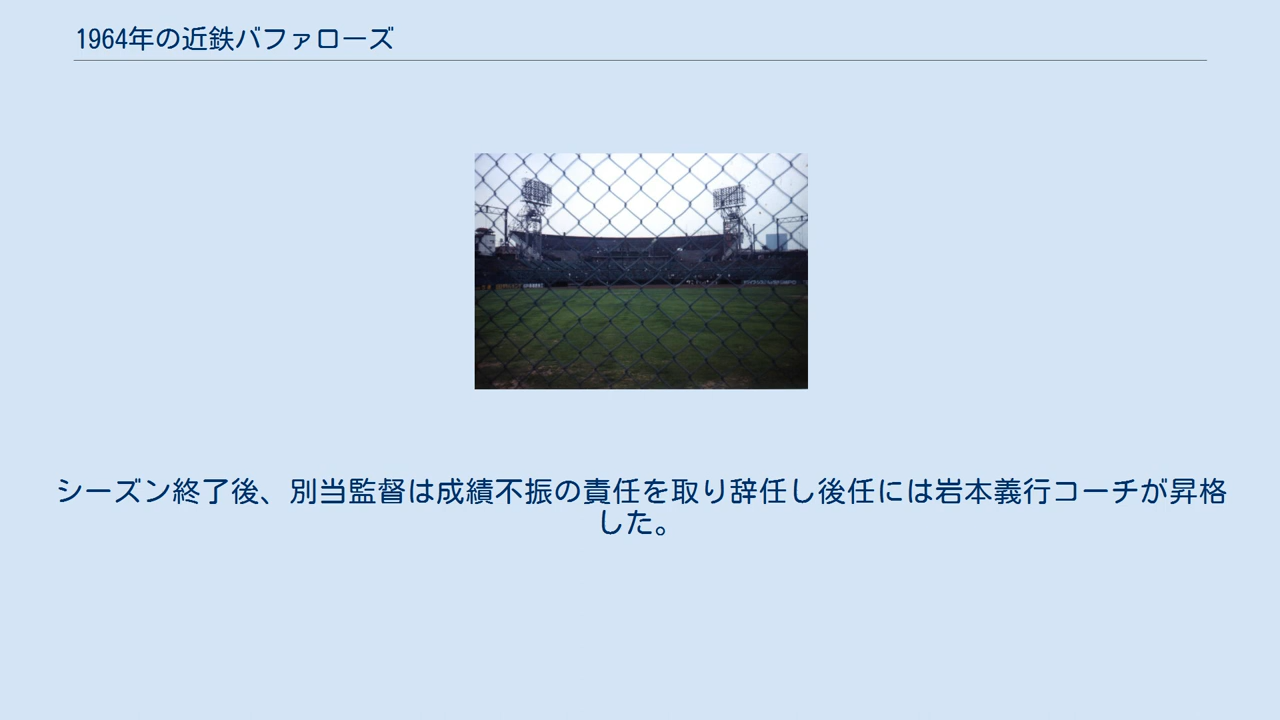 1964年の近鉄バファローズ
シーズン終了後、別当監督は成績不振の責任を取り辞任し後任には岩本義行コーチが昇格
した。